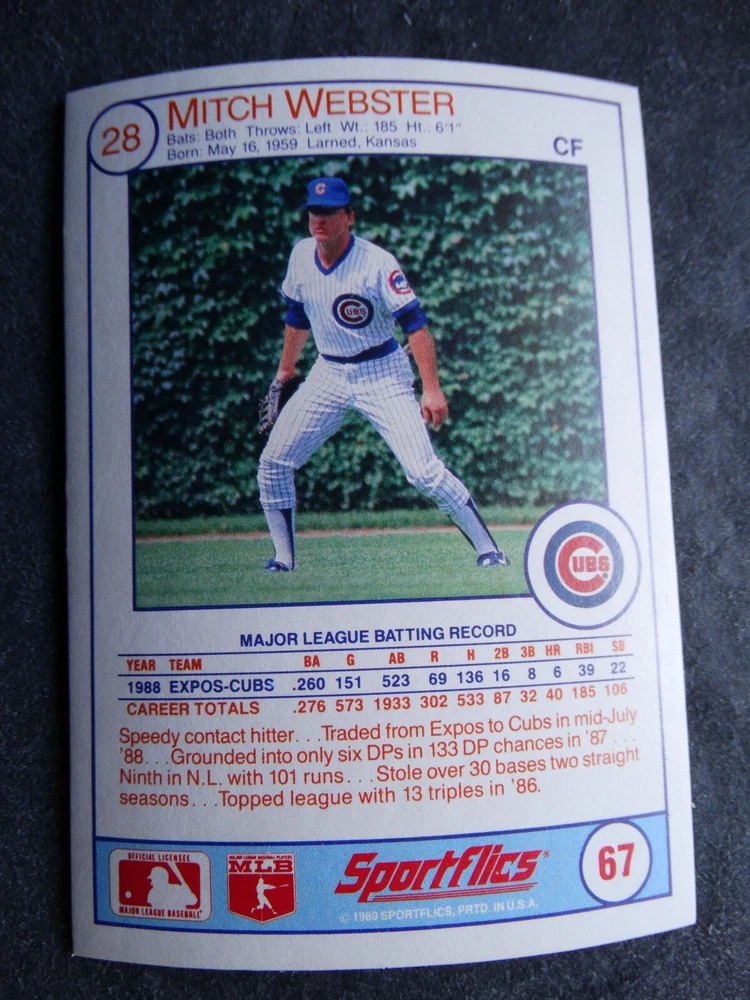 28
MITCH WEBSTER
Bats: Both Throws: Left Wt.: 185 Ht.: 6'1"
Born: May 16, 1959 Larned, Kansas
CF
C
CUBS
CUBS
MAJOR LEAGUE BATTING RECORD
YEAR TEAM BA G AB R H 2B 3B HR RBI SB
1988 EXPOS-CUBS .260 151 523 69 136 16 8 6 39 22
CAREER TOTALS .276 573 1933 302 533 87 32 40 185 106
Speedy contact hitter. . .Traded from Expos to Cubs in mid-July
'88. . .Grounded into only six DPs in 133 DP chances in '87 . . .
Ninth in N.L. with 101 runs. . .Stole over 30 bases two straight
seasons. . .Topped league with 13 triples in '86.
OFFICIAL LICENSEE
MAJOR LEAGUE BASEBALL®
MAJOR LEAGUE BASEBALL PLAYERS
MLB
Sportflics®
© 1989 SPORTFLICS, PRTD. IN U.S.A.
67